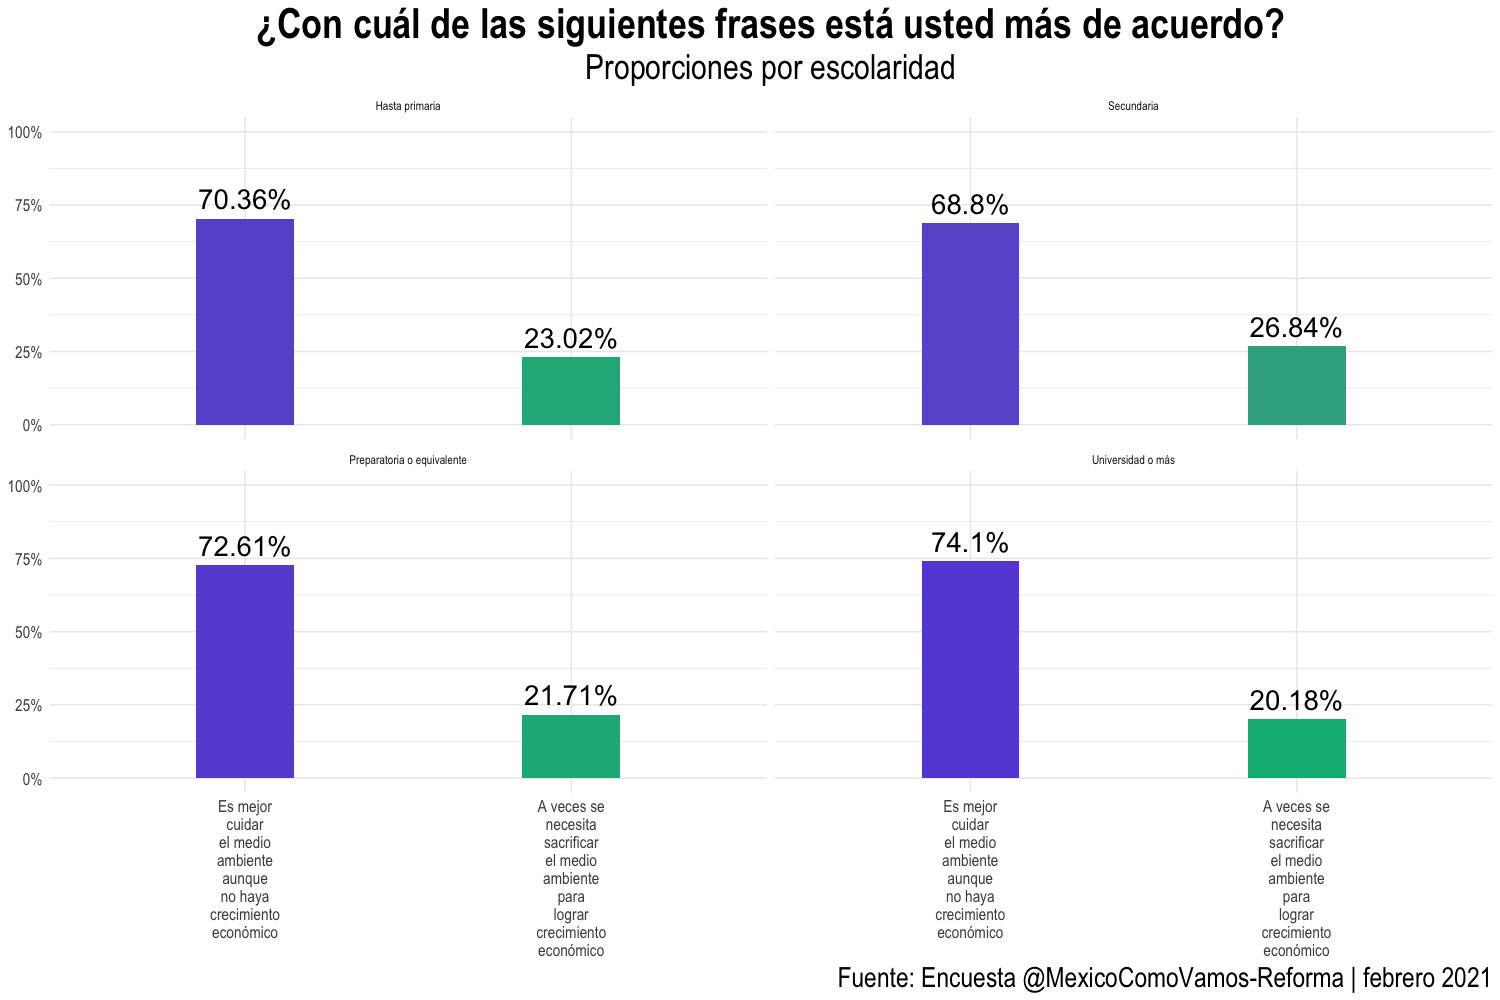 ¿Con cuál de las siguientes frases está usted más de acuerdo?
Proporciones por escolaridad
Hasta primaria
100%
75%
50%
25%
0%
70.36%
23.02%
Secundaria
68.8%
26.84%
Preparatoria o equivalente
100%
75%
50%
25%
0%
72.61%
21.71%
Universidad o más
74.1%
20.18%
Es mejor
cuidar
el medio
ambiente
aunque
no haya
crecimiento
económico
A veces se
necesita
sacrificar
el medio
ambiente
para
lograr
crecimiento
económico
Es mejor
cuidar
el medio
ambiente
aunque
no haya
crecimiento
económico
A veces se
necesita
sacrificar
el medio
ambiente
para
lograr
crecimiento
económico
Fuente: Encuesta @MexicoComoVamos-Reforma | febrero 2021